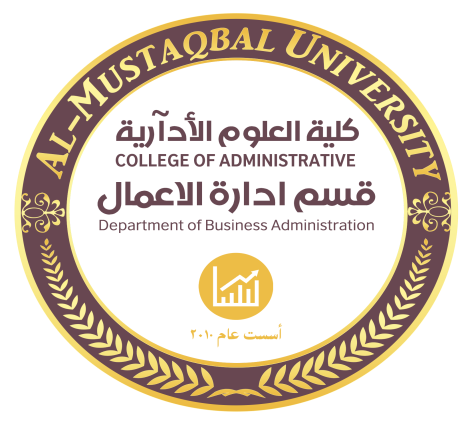 AL-MUSTAQBAL UNIVERSITY
كلية العلوم الأدآرية
COLLEGE OF ADMINISTRATIVE
قسم ادارة الاعمال
Department of Business Administration
أسست عام ٢٠١٠